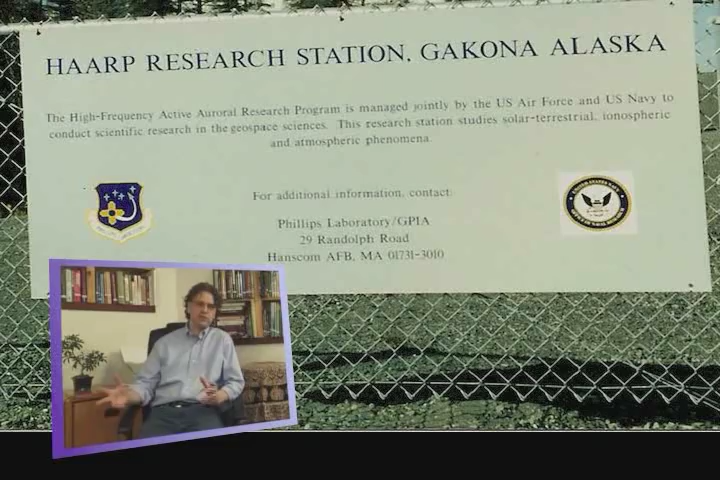 HAARP RESEARCH STATION, GAKONA ALASKA
The High-Frequency Active Auroral Research Program is managed jointly by the US Air Force and US Navy to
conduct scientific research in the geospace sciences. This research station studies solar-terrestrial, ionospheric
and atmospheric phenomena.
For additional information, contact:
Phillips Laboratory/GPIA
29 Randolph Road
Hanscom AFB, MA 01731-3010